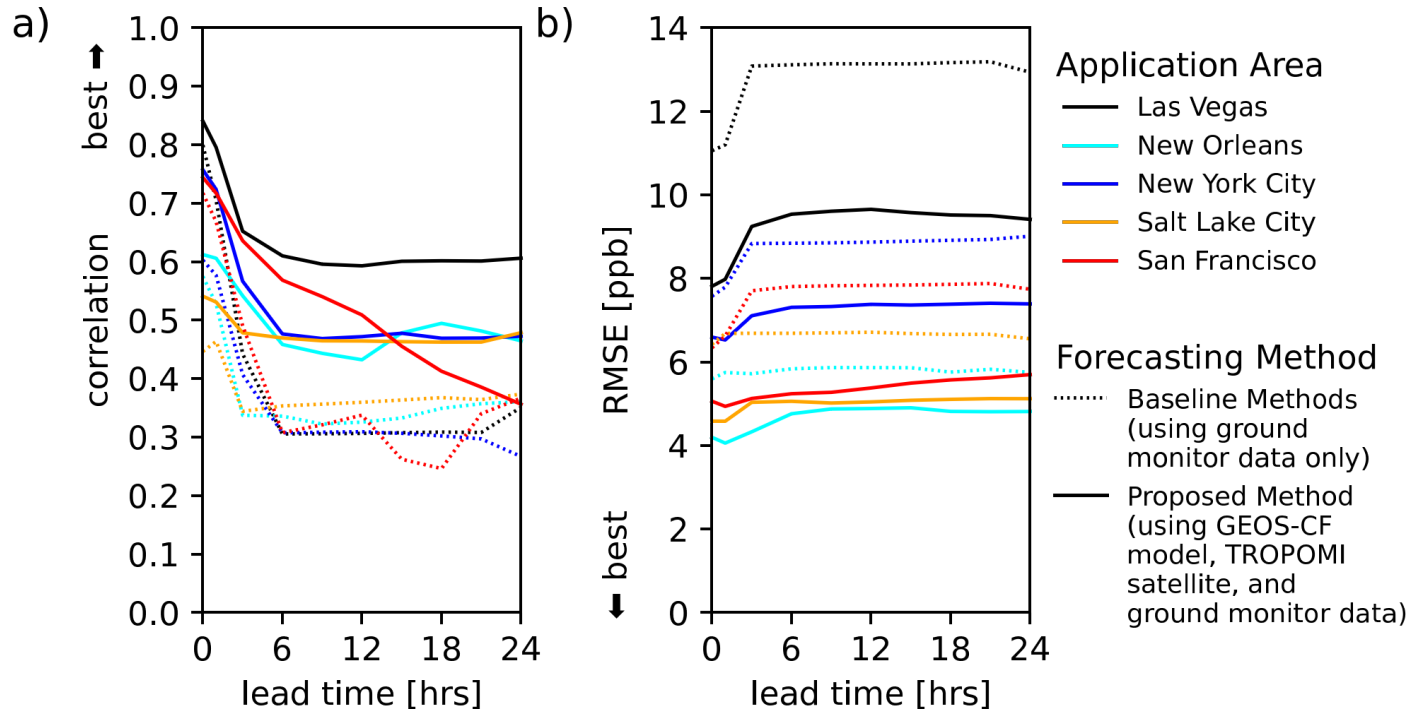 a)
1.0
0.9
0.8
0.7
0.6
0.5
0.4
0.3
0.2
0.1
0.0
correlation
best ➡
0
6
12
18
24
lead time [hrs]
b)
14
12
10
8
6
4
2
0
⬅ best
RMSE [ppb]
0
6
12
18
24
lead time [hrs]
Application Area
Las Vegas
New Orleans
New York City
Salt Lake City
San Francisco
Forecasting Method
Baseline Methods
(using ground
monitor data only)
Proposed Method
(using GEOS-CF
model, TROPOMI
satellite, and
ground monitor data)